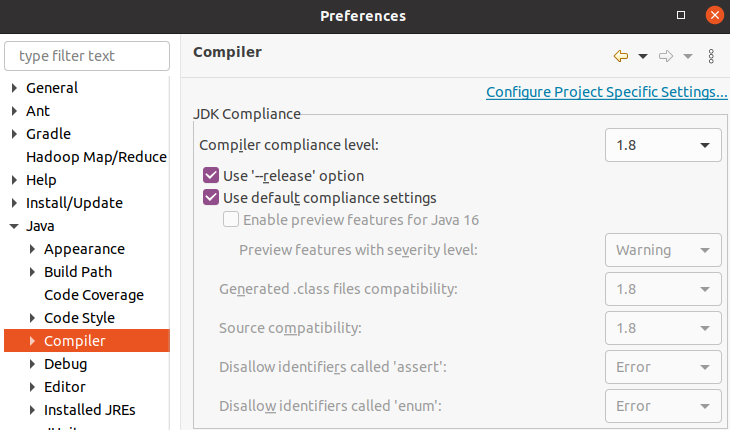 Preferences
type filter text
General
Ant
Gradle
Hadoop Map/Reduce
Help
Install/Update
Java
Appearance
Build Path
Code Coverage
Code Style
Compiler
Debug
Editor
Installed JREs
Compiler
Configure Project Specific Settings...
JDK Compliance
Compiler compliance level: 1.8
Use '--release' option
Use default compliance settings
Enable preview features for Java 16
Preview features with severity level: Warning
Generated .class files compatibility: 1.8
Source compatibility: 1.8
Disallow identifiers called 'assert': Error
Disallow identifiers called 'enum': Error